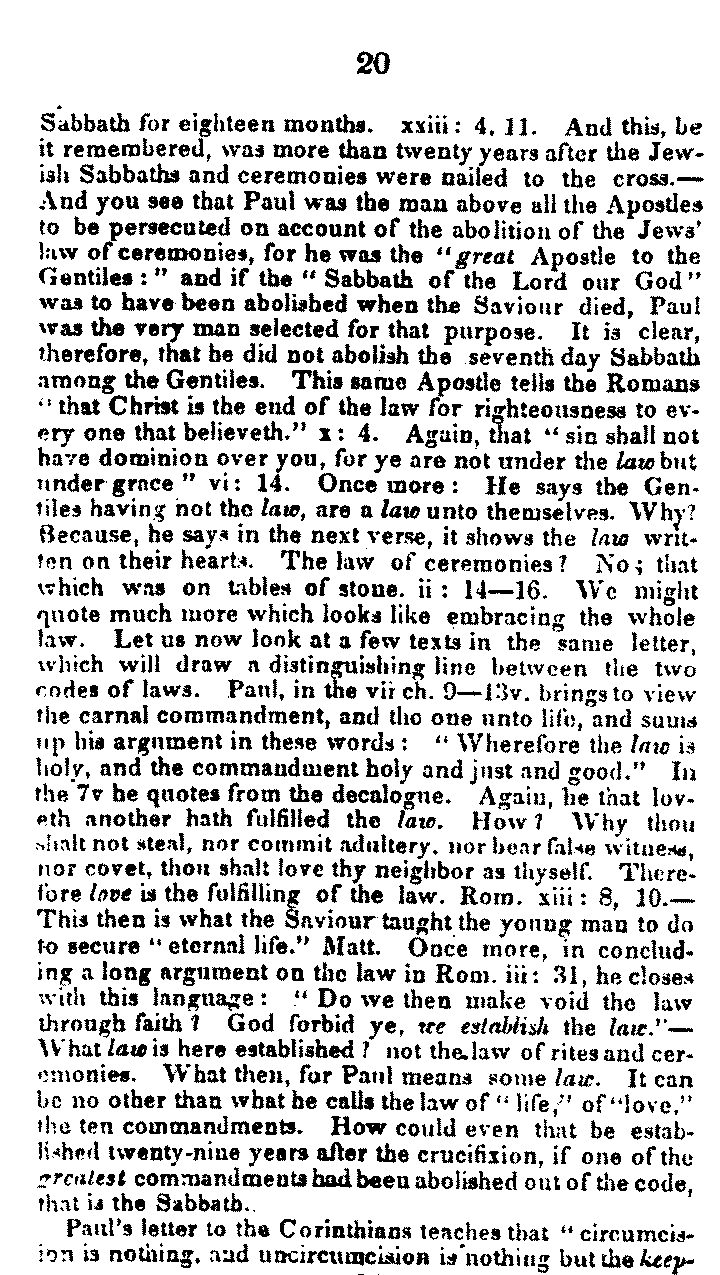 20
Sabbath for eighteen months. xxiii: 4, 11. And this, be
it remembered, was more than twenty years after the Jew-
ish Sabbaths and ceremonies were nailed to the cross.—
And you see that Paul was the man above all the Apostles
to be persecuted on account of the abolition of the Jews'
law of ceremonies, for he was the "great Apostle to the
Gentiles:" and if the "Sabbath of the Lord our God"
was to have been abolished when the Saviour died, Paul
was the very man selected for that purpose. It is clear,
therefore, that he did not abolish the seventh day Sabbath
among the Gentiles. This same Apostle tells the Romans
"that Christ is the end of the law for righteousness to ev-
ery one that believeth." x: 4. Again, that "sin shall not
have dominion over you, for ye are not under the law but
under grace" vi: 14. Once more: He says the Gen-
tiles having not the law, are a law unto themselves. Why?
Because, he says in the next verse, it shows the law writ-
ten on their hearts. The law of ceremonies? No; that
which was on tables of stone. ii: 14—16. We might
quote much more which looks like embracing the whole
law. Let us now look at a few texts in the same letter,
which will draw a distinguishing line between the two
codes of laws. Paul, in the vii ch. 9—13v. brings to view
the carnal commandment, and the one unto life, and sums
up his argument in these words: "Wherefore the law is
holy, and the commandment holy and just and good." In
the 7v he quotes from the decalogue. Again, he that lov-
eth another hath fulfilled the law. How? Why thou
shalt not steal, nor commit adultery, nor bear false witness,
nor covet, thou shalt love thy neighbor as thyself. There-
fore love is the fulfilling of the law. Rom. xiii: 8, 10.—
This then is what the Saviour taught the young man to do
to secure "eternal life." Matt. Once more, in conclud-
ing a long argument on the law in Rom. iii: 31, he closes
with this language: "Do we then make void the law
through faith? God forbid ye, we establish the law."—
What law is here established? not the law of rites and cer-
emonies. What then, for Paul means some law. It can
be no other than what he calls the law of "life," of "love,"
the ten commandments. How could even that be estab-
lished twenty-nine years after the crucifixion, if one of the
greatest commandments had been abolished out of the code,
that is the Sabbath.
Paul's letter to the Corinthians teaches that "circumcis-
ion is nothing, and uncircumcision is nothing but the keep-